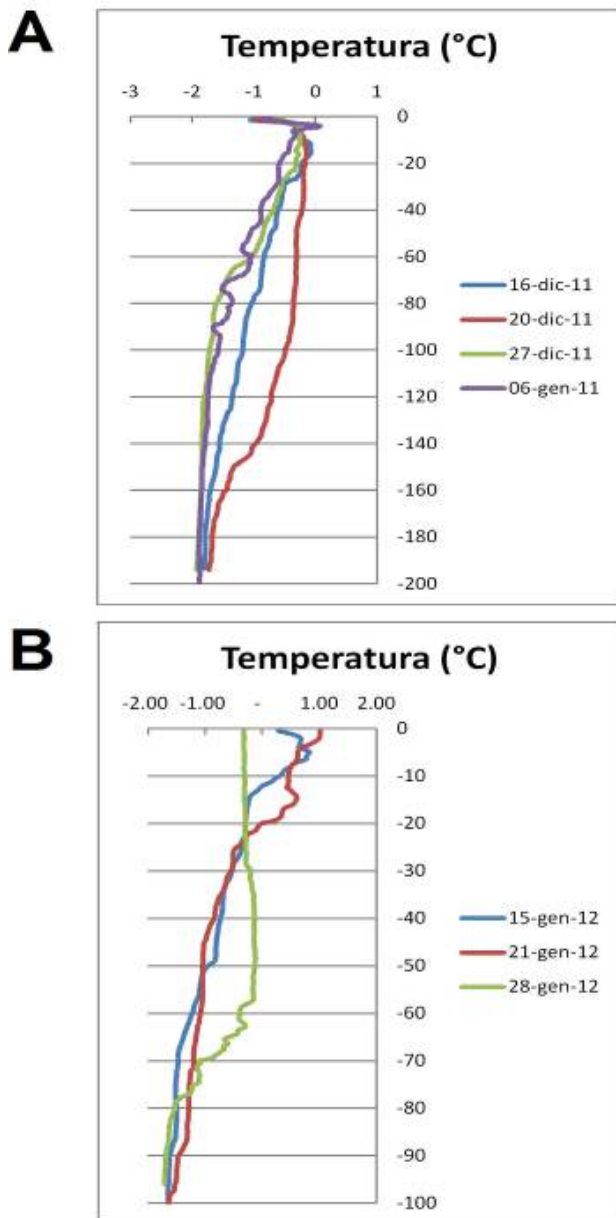 A
Temperatura (°C)
-3 -2 -1 0 1
0
-20
-40
-60
-80
-100
-120
-140
-160
-180
-200
16-dic-11
20-dic-11
27-dic-11
06-gen-11
B
Temperatura (°C)
-2.00 -1.00 - 1.00 2.00
0
-10
-20
-30
-40
-50
-60
-70
-80
-90
-100
15-gen-12
21-gen-12
28-gen-12